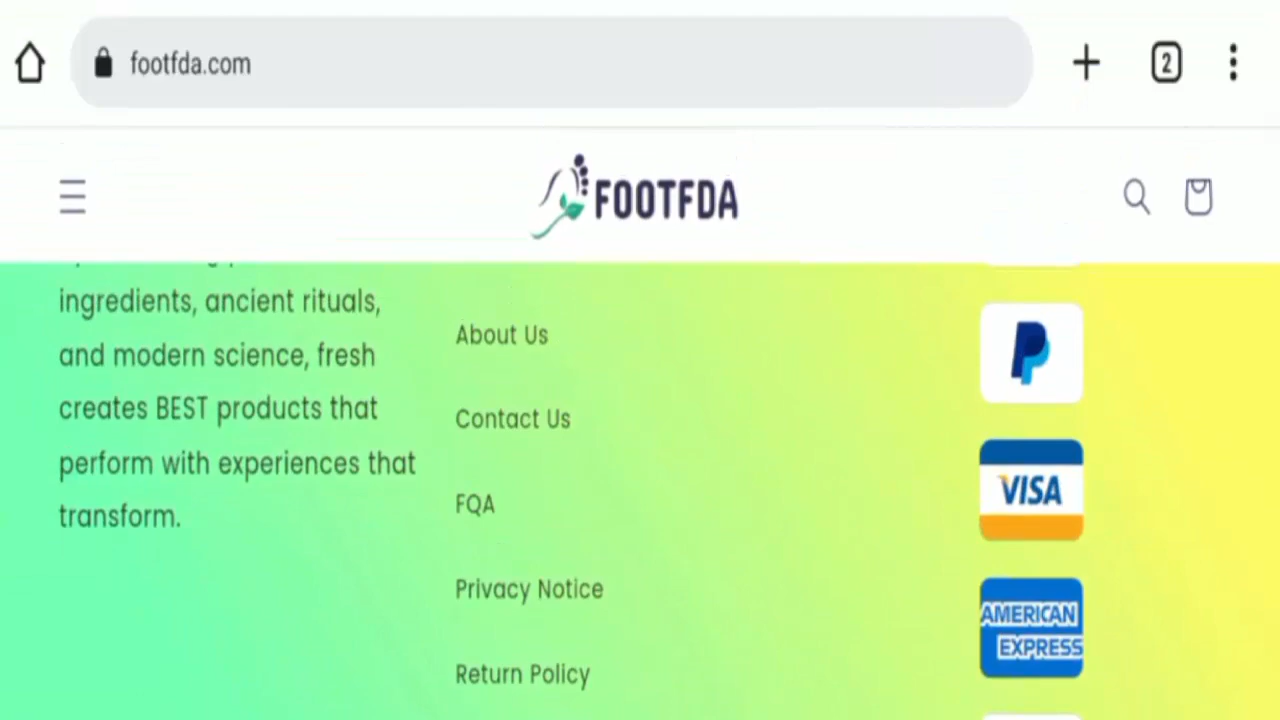 footfda.com
2
FOOTFDA
ingredients, ancient rituals,
and modern science, fresh
creates BEST products that
perform with experiences that
transform.
About Us
Contact Us
FQA
Privacy Notice
Return Policy
VISA
AMERICAN
EXPRESS